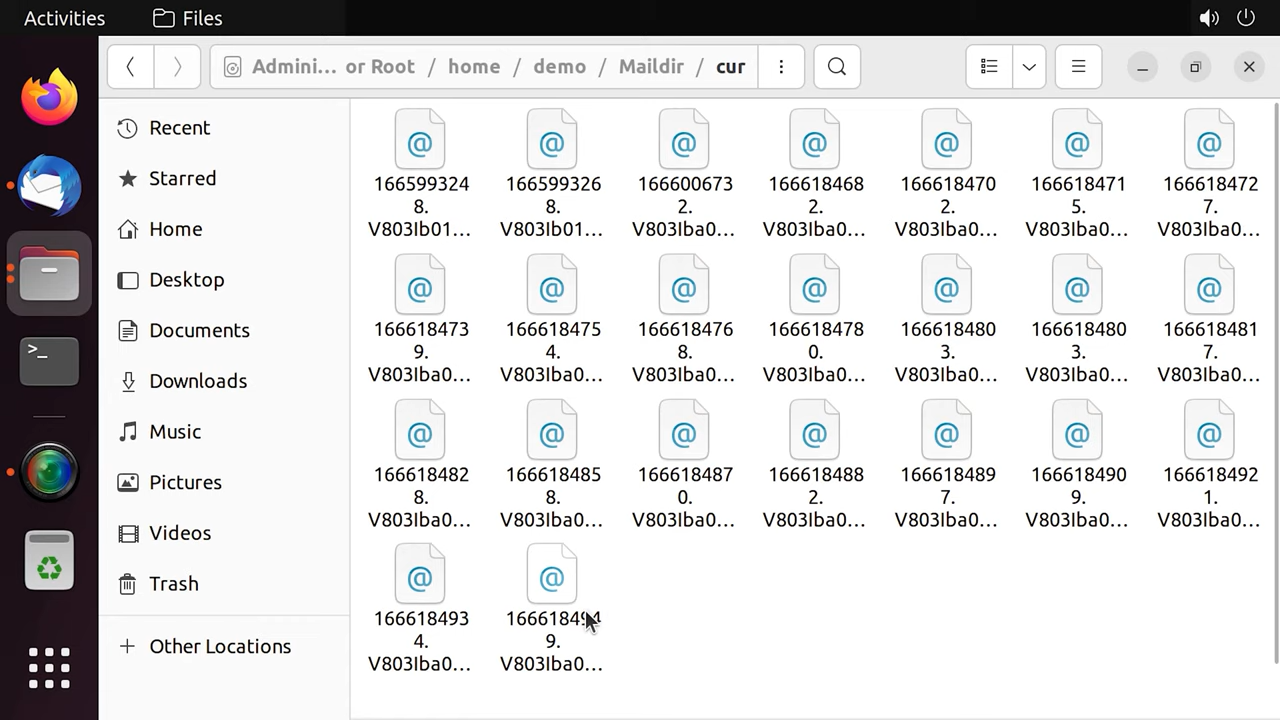 Activities Files
Admini... or Root / home / demo / Maildir / cur
Recent
Starred
Home
Desktop
Documents
Downloads
Music
Pictures
Videos
Trash
Other Locations
166599324 166599326 166600673 166618468 166618470 166618471 166618472
8. 8. 2. 2. 2. 5. 7.
V803Ib01... V803Ib01... V803Iba0... V803Iba0... V803Iba0... V803Iba0... V803Iba0...
166618473 166618475 166618476 166618478 166618480 166618480 166618481
9. 4. 8. 0. 3. 3. 7.
V803Iba0... V803Iba0... V803Iba0... V803Iba0... V803Iba0... V803Iba0... V803Iba0...
166618482 166618485 166618487 166618488 166618489 166618490 166618492
8. 8. 0. 2. 7. 9. 1.
V803Iba0... V803Iba0... V803Iba0... V803Iba0... V803Iba0... V803Iba0... V803Iba0...
166618493 166618494
4. 9.
V803Iba0... V803Iba0...